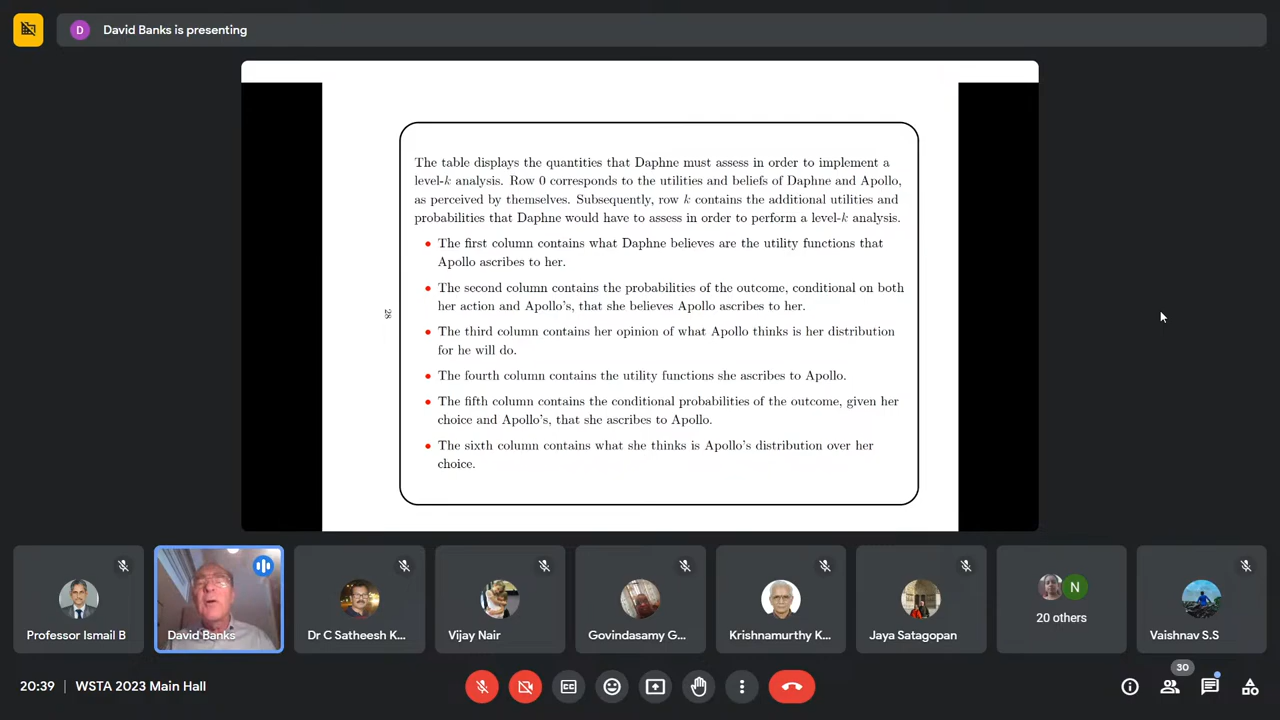 D
David Banks is presenting
The table displays the quantities that Daphne must assess in order to implement a
level-k analysis. Row 0 corresponds to the utilities and beliefs of Daphne and Apollo,
as perceived by themselves. Subsequently, row k contains the additional utilities and
probabilities that Daphne would have to assess in order to perform a level-k analysis.
• The first column contains what Daphne believes are the utility functions that
Apollo ascribes to her.
• The second column contains the probabilities of the outcome, conditional on both
her action and Apollo's, that she believes Apollo ascribes to her.
• The third column contains her opinion of what Apollo thinks is her distribution
for he will do.
• The fourth column contains the utility functions she ascribes to Apollo.
• The fifth column contains the conditional probabilities of the outcome, given her
choice and Apollo's, that she ascribes to Apollo.
• The sixth column contains what she thinks is Apollo's distribution over her
choice.
28
Professor Ismail B
David Banks
Dr C Satheesh K...
Vijay Nair
Govindasamy G...
Krishnamurthy K...
Jaya Satagopan
N
20 others
Vaishnav S.S
20:39 | WSTA 2023 Main Hall
CC
30